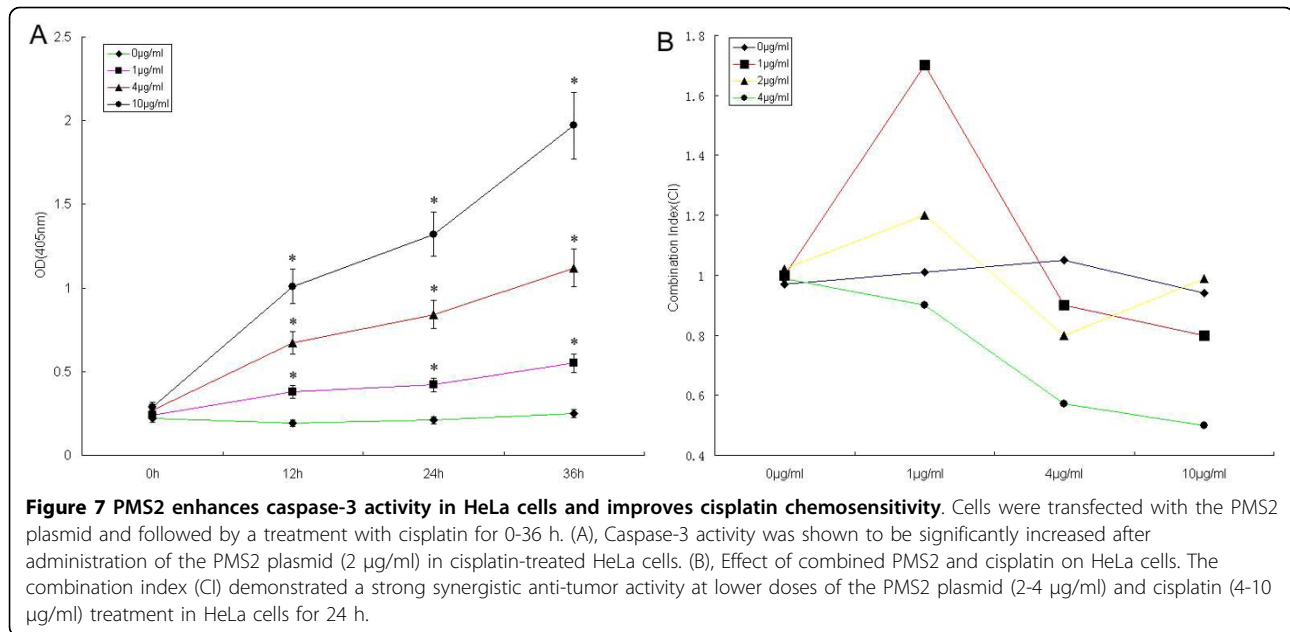 A
2.5
0µg/ml
1µg/ml
4µg/ml
10µg/ml
2
1.5
1
0.5
0
OD(405nm)
*
*
*
*
*
*
*
*
*
0h
12h
24h
36h
B
1.8
0µg/ml
1µg/ml
2µg/ml
4µg/ml
1.6
1.4
1.2
1
0.8
0.6
0.4
Combination Index(CI)
0µg/ml
1µg/ml
4µg/ml
10µg/ml
Figure 7 PMS2 enhances caspase-3 activity in HeLa cells and improves cisplatin chemosensitivity. Cells were transfected with the PMS2
plasmid and followed by a treatment with cisplatin for 0-36 h. (A), Caspase-3 activity was shown to be significantly increased after
administration of the PMS2 plasmid (2 µg/ml) in cisplatin-treated HeLa cells. (B), Effect of combined PMS2 and cisplatin on HeLa cells. The
combination index (CI) demonstrated a strong synergistic anti-tumor activity at lower doses of the PMS2 plasmid (2-4 µg/ml) and cisplatin (4-10
µg/ml) treatment in HeLa cells for 24 h.